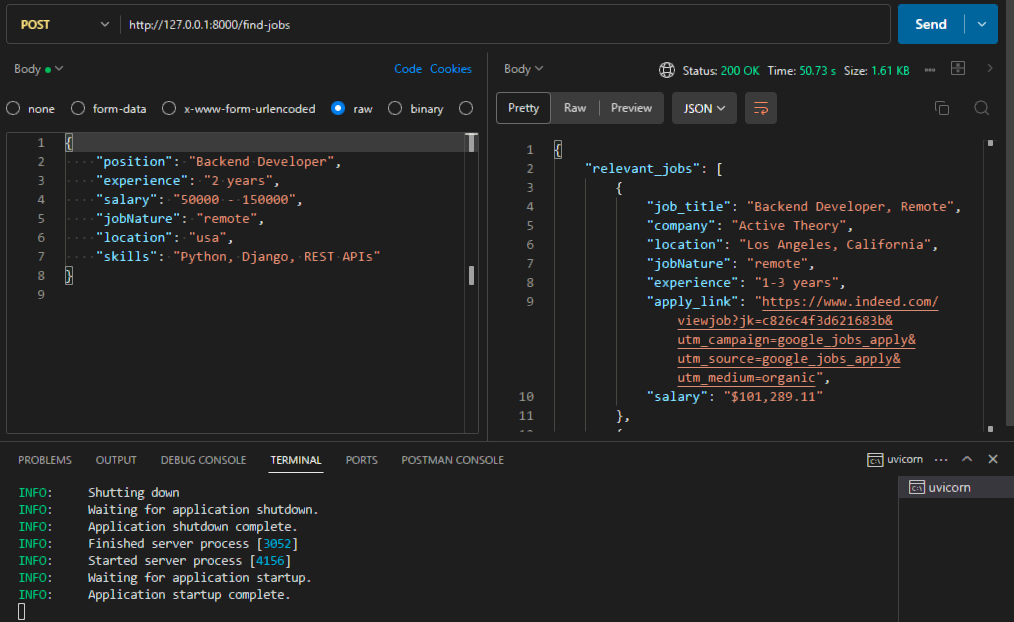 POST http://127.0.0.1:8000/find-jobs Send
Body Code Cookies
none form-data x-www-form-urlencoded raw binary
1 {
2 "position": "Backend Developer",
3 "experience": "2 years",
4 "salary": "50000 - 150000",
5 "jobNature": "remote",
6 "location": "usa",
7 "skills": "Python, Django, REST APIs"
8 }
9
Body Status: 200 OK Time: 50.73 s Size: 1.61 KB
Pretty Raw Preview JSON
1 {
2 "relevant_jobs": [
3 {
4 "job_title": "Backend Developer, Remote",
5 "company": "Active Theory",
6 "location": "Los Angeles, California",
7 "jobNature": "remote",
8 "experience": "1-3 years",
9 "apply_link": "https://www.indeed.com/
viewjob?jk=c826c4f3d621683b&
utm_campaign=google_jobs_apply&
utm_source=google_jobs_apply&
utm_medium=organic",
10 "salary": "$101,289.11"
11 },
PROBLEMS OUTPUT DEBUG CONSOLE TERMINAL PORTS POSTMAN CONSOLE uvicorn
INFO: Shutting down
INFO: Waiting for application shutdown.
INFO: Application shutdown complete.
INFO: Finished server process [3052]
INFO: Started server process [4156]
INFO: Waiting for application startup.
INFO: Application startup complete.
uvicorn